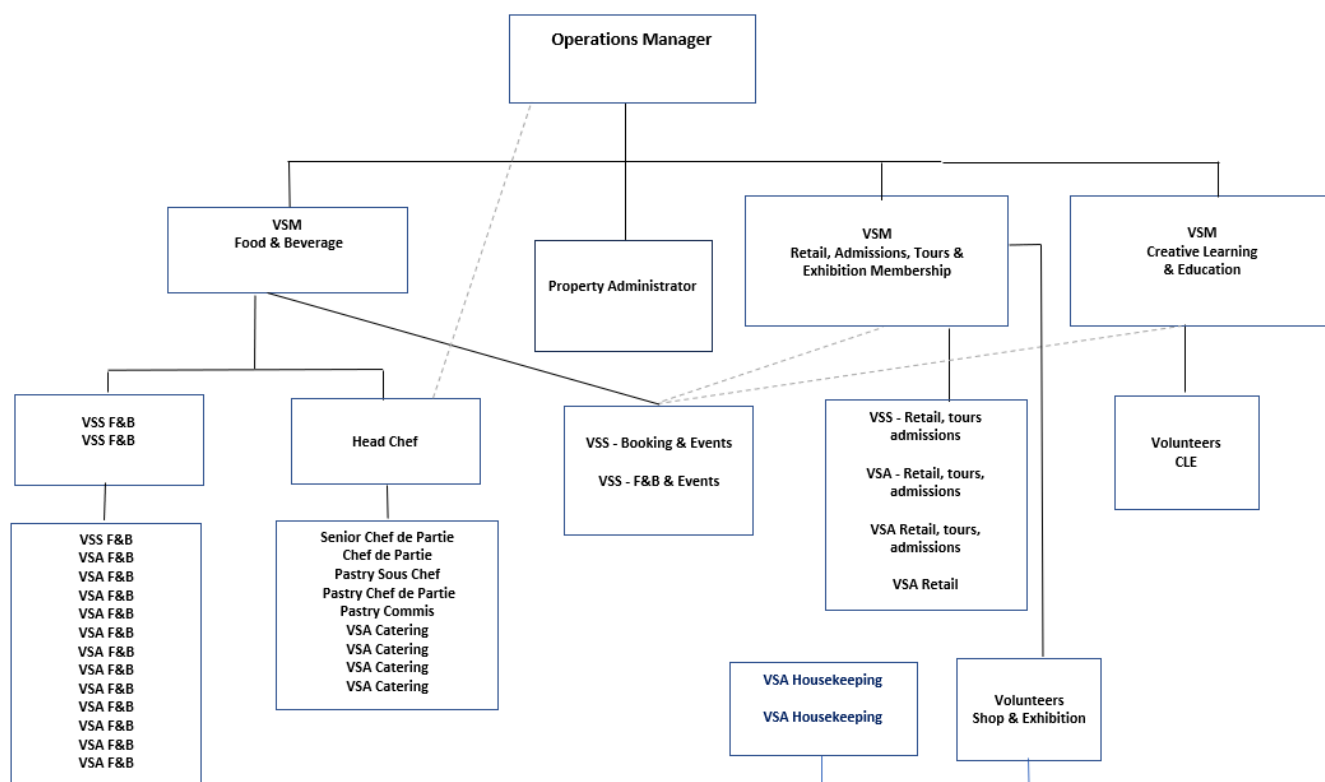 Operations Manager
VSM
Food & Beverage
Property Administrator
VSM
Retail, Admissions, Tours &
Exhibition Membership
VSM
Creative Learning
& Education
VSS F&B
VSS F&B
Head Chef
VSS - Booking & Events
VSS - F&B & Events
VSS - Retail, tours
admissions
VSA - Retail, tours,
admissions
VSA Retail, tours,
admissions
VSA Retail
Volunteers
CLE
VSS F&B
VSA F&B
VSA F&B
VSA F&B
VSA F&B
VSA F&B
VSA F&B
VSA F&B
VSA F&B
VSA F&B
VSA F&B
VSA F&B
VSA F&B
Senior Chef de Partie
Chef de Partie
Pastry Sous Chef
Pastry Chef de Partie
Pastry Commis
VSA Catering
VSA Catering
VSA Catering
VSA Catering
VSA Housekeeping
VSA Housekeeping
Volunteers
Shop & Exhibition